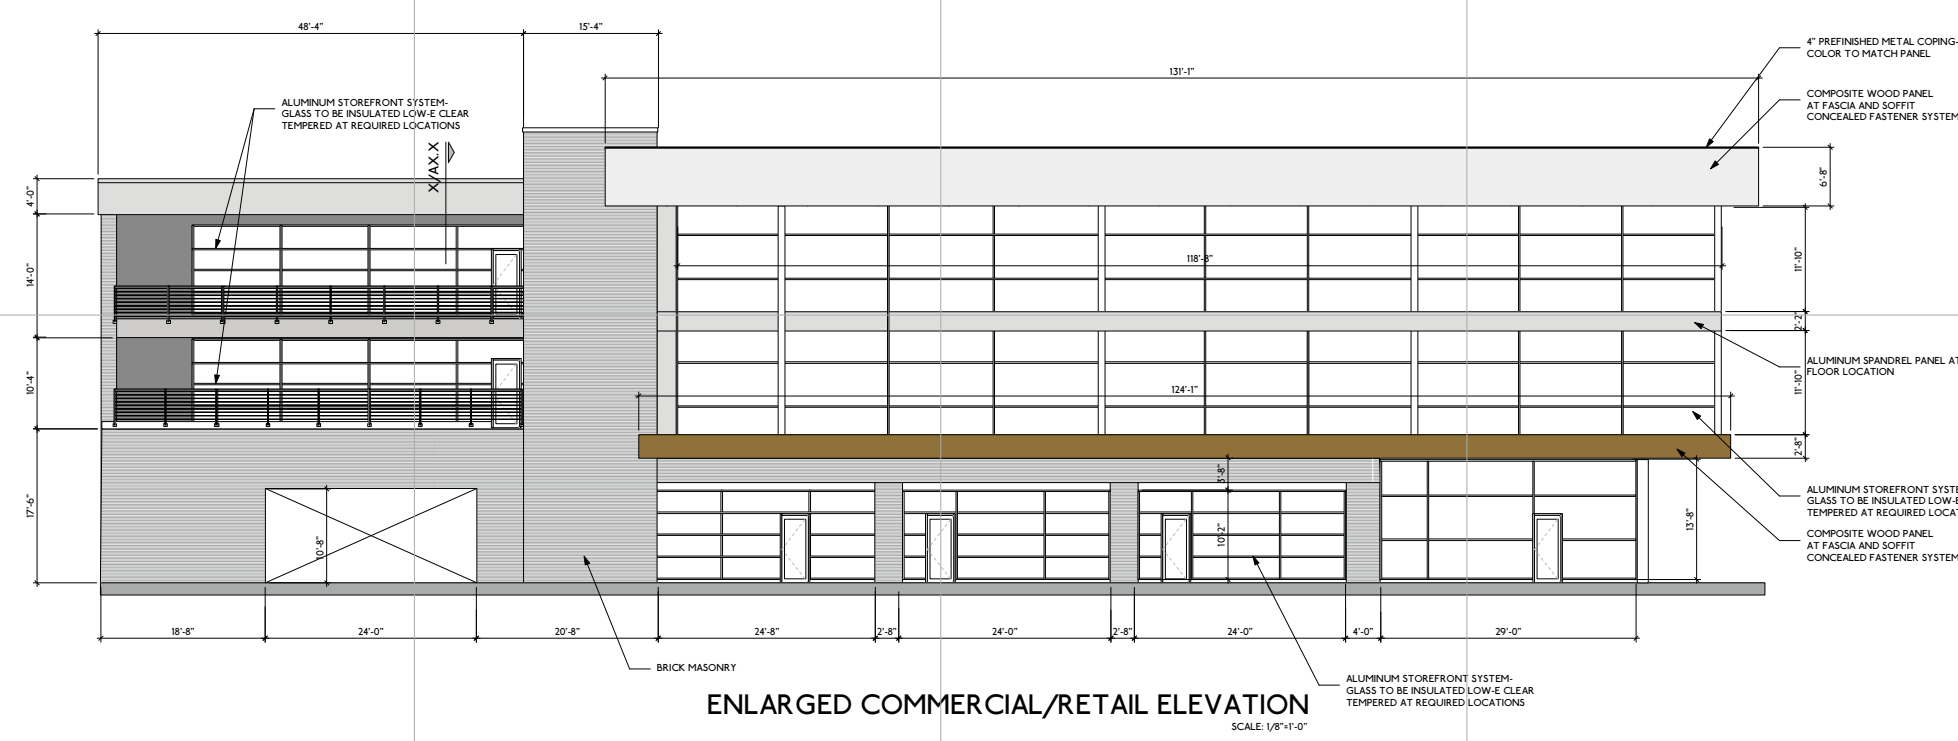 48'-4"
15'-4"
131'-1"
4" PREFINISHED METAL COPING-
COLOR TO MATCH PANEL
COMPOSITE WOOD PANEL
AT FASCIA AND SOFFIT
CONCEALED FASTENER SYSTEM
ALUMINUM STOREFRONT SYSTEM-
GLASS TO BE INSULATED LOW-E CLEAR
TEMPERED AT REQUIRED LOCATIONS
X/AX.X
4'-0"
6'-8"
14'-0"
118'-8"
11'-10"
2'-2"
ALUMINUM SPANDREL PANEL AT
FLOOR LOCATION
10'-4"
124'-1"
11'-10"
2'-8"
17'-6"
10'-8"
3'-8"
10'-2"
13'-8"
ALUMINUM STOREFRONT SYSTE
GLASS TO BE INSULATED LOW-E
TEMPERED AT REQUIRED LOCAT
COMPOSITE WOOD PANEL
AT FASCIA AND SOFFIT
CONCEALED FASTENER SYSTEM
18'-8"
24'-0"
20'-8"
24'-8"
2'-8"
24'-0"
2'-8"
24'-0"
4'-0"
29'-0"
BRICK MASONRY
ALUMINUM STOREFRONT SYSTEM-
GLASS TO BE INSULATED LOW-E CLEAR
TEMPERED AT REQUIRED LOCATIONS
ENLARGED COMMERCIAL/RETAIL ELEVATION
SCALE: 1/8"=1'-0"